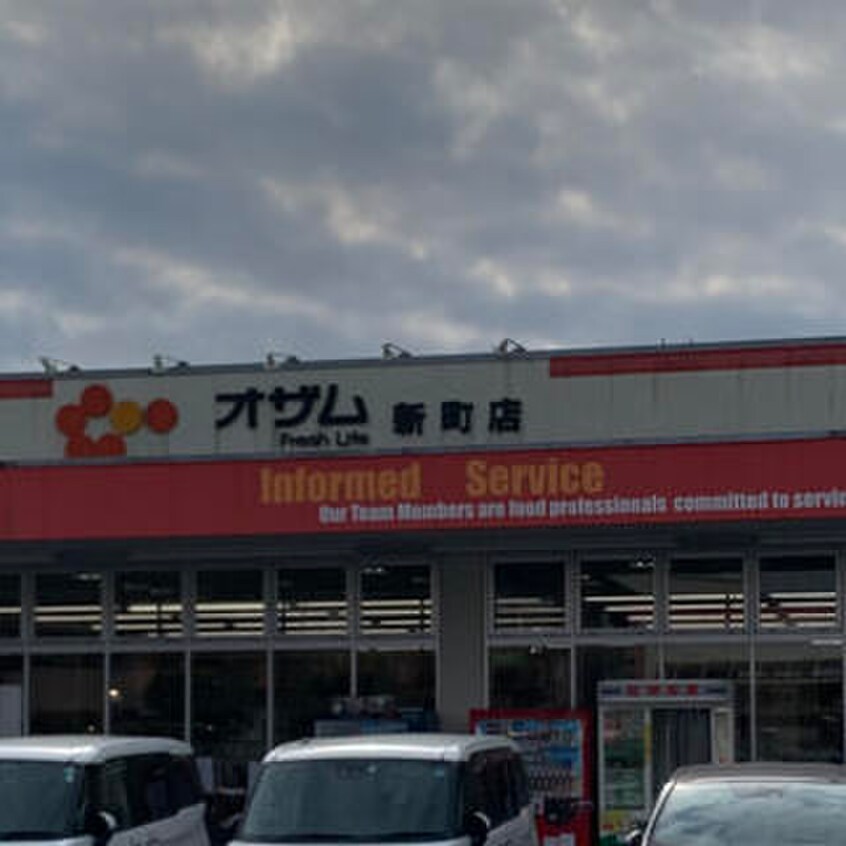 オザム 新町店
Fresh Life
Informed Service
Our Team Members are food professionals committed to servic